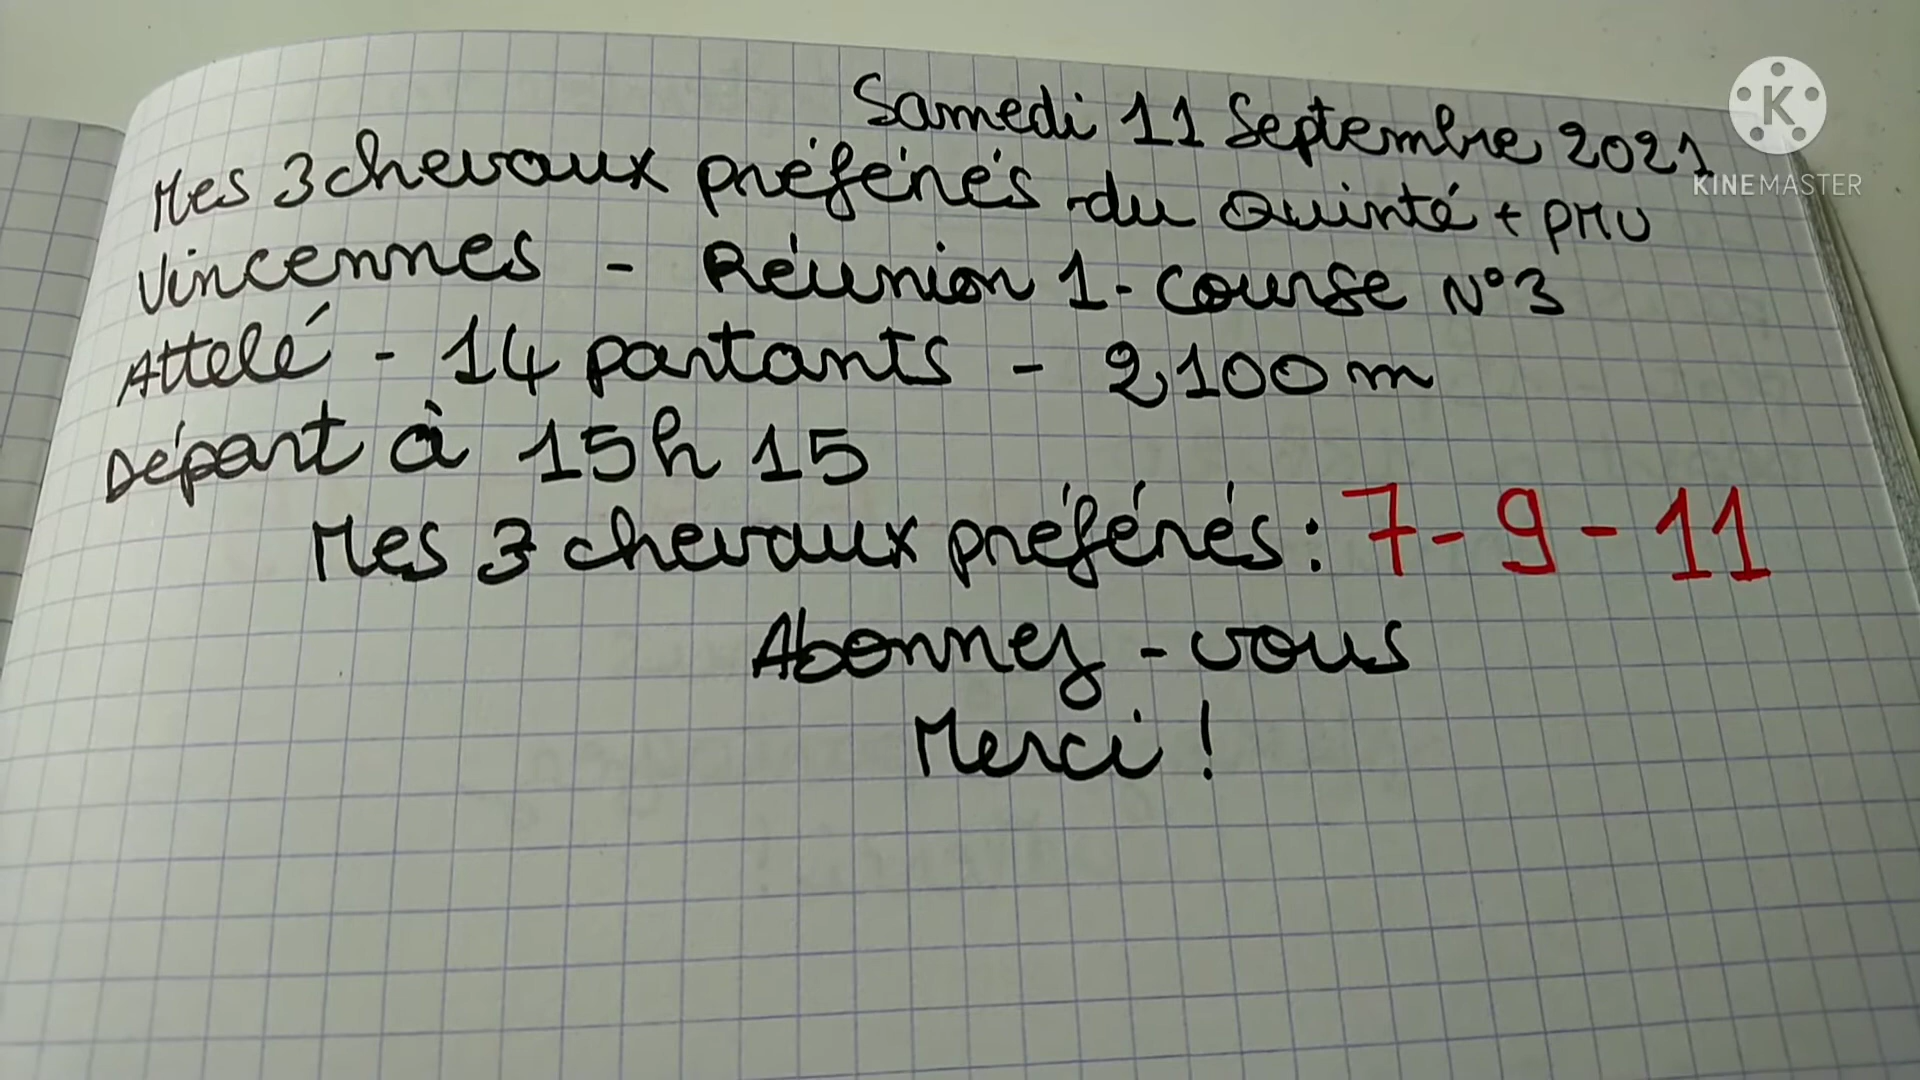 Samedi 11 Septembre 2021
Mes 3 chevaux préférés du Quinté + PMU
Vincennes - Réunion 1 - Course N°3
Attelé - 14 partants - 2100 m
Départ à 15h15
Mes 3 chevaux préférés : 7 - 9 - 11
Abonnez-vous
Merci !
K
KINEMASTER